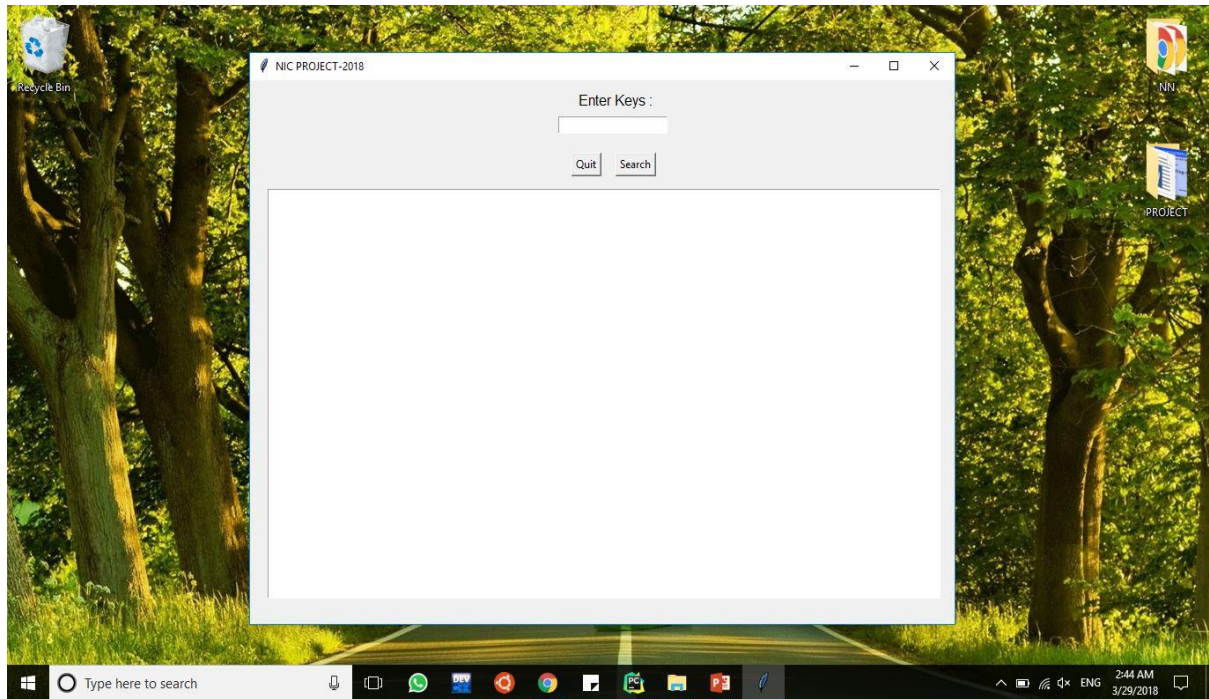 Recycle Bin
NIC PROJECT-2018
NN
Enter Keys :
Quit Search
PROJECT
Type here to search
DEV
PC
P
ENG
2:44 AM
3/29/2018